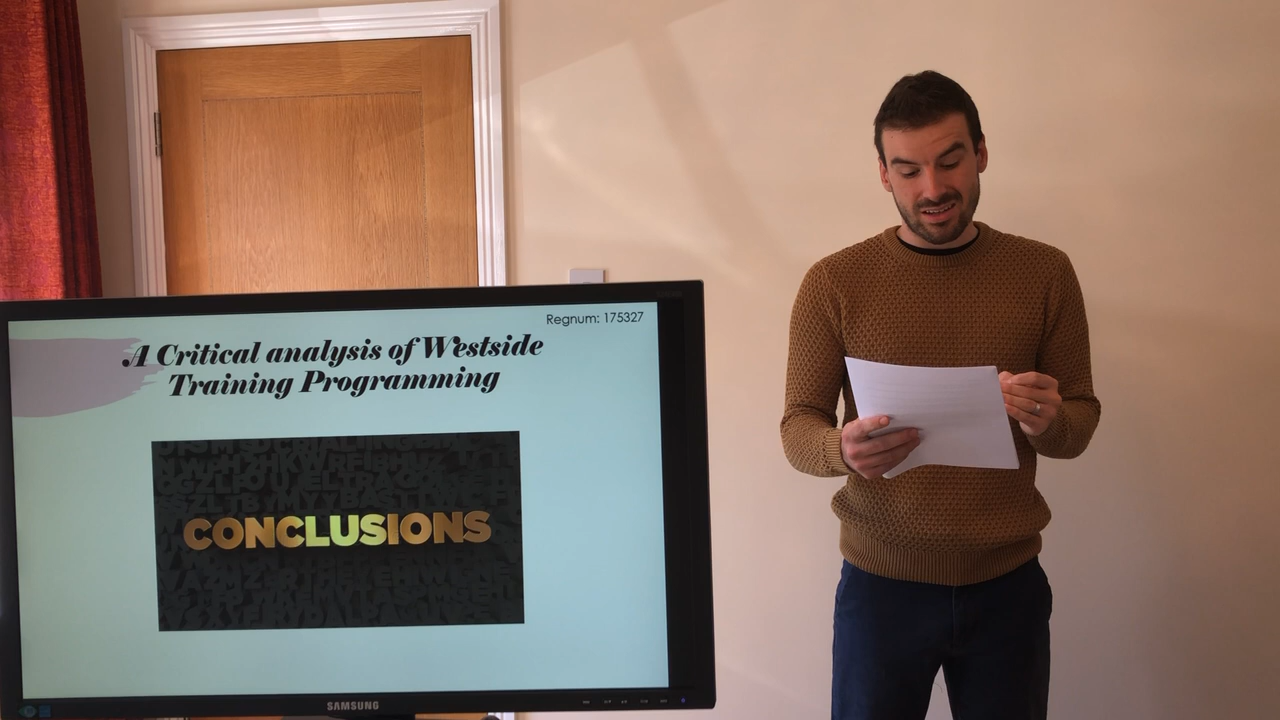 Regnum: 175327
A Critical analysis of Westside
Training Programming
CONCLUSIONS
SAMSUNG